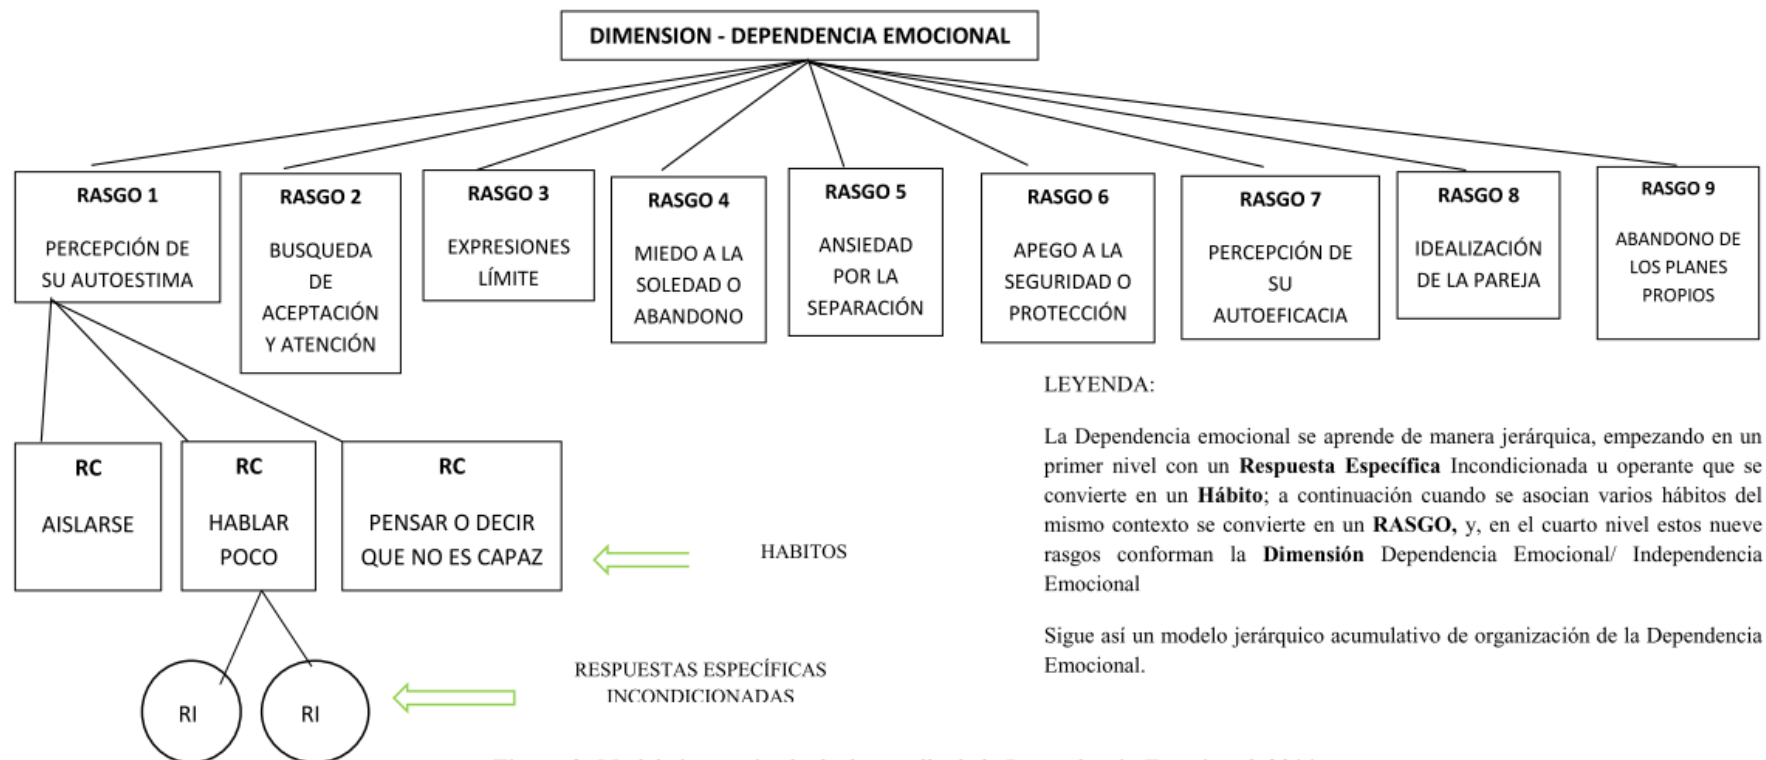 DIMENSION - DEPENDENCIA EMOCIONAL
RASGO 1
PERCEPCIÓN DE
SU AUTOESTIMA
RASGO 2
BUSQUEDA
DE
ACEPTACIÓN
Y ATENCIÓN
RASGO 3
EXPRESIONES
LÍMITE
RASGO 4
MIEDO A LA
SOLEDAD O
ABANDONO
RASGO 5
ANSIEDAD
POR LA
SEPARACIÓN
RASGO 6
APEGO A LA
SEGURIDAD O
PROTECCIÓN
RASGO 7
PERCEPCIÓN DE
SU
AUTOEFICACIA
RASGO 8
IDEALIZACIÓN
DE LA PAREJA
RASGO 9
ABANDONO DE
LOS PLANES
PROPIOS
RC
AISLARSE
RC
HABLAR
POCO
RC
PENSAR O DECIR
QUE NO ES CAPAZ
HABITOS
RI
RI
RESPUESTAS ESPECÍFICAS
INCONDICIONADAS
LEYENDA:
La Dependencia emocional se aprende de manera jerárquica, empezando en un
primer nivel con un Respuesta Específica Incondicionada u operante que se
convierte en un Hábito; a continuación cuando se asocian varios hábitos del
mismo contexto se convierte en un RASGO, y, en el cuarto nivel estos nueve
rasgos conforman la Dimensión Dependencia Emocional/ Independencia
Emocional
Sigue así un modelo jerárquico acumulativo de organización de la Dependencia
Emocional.